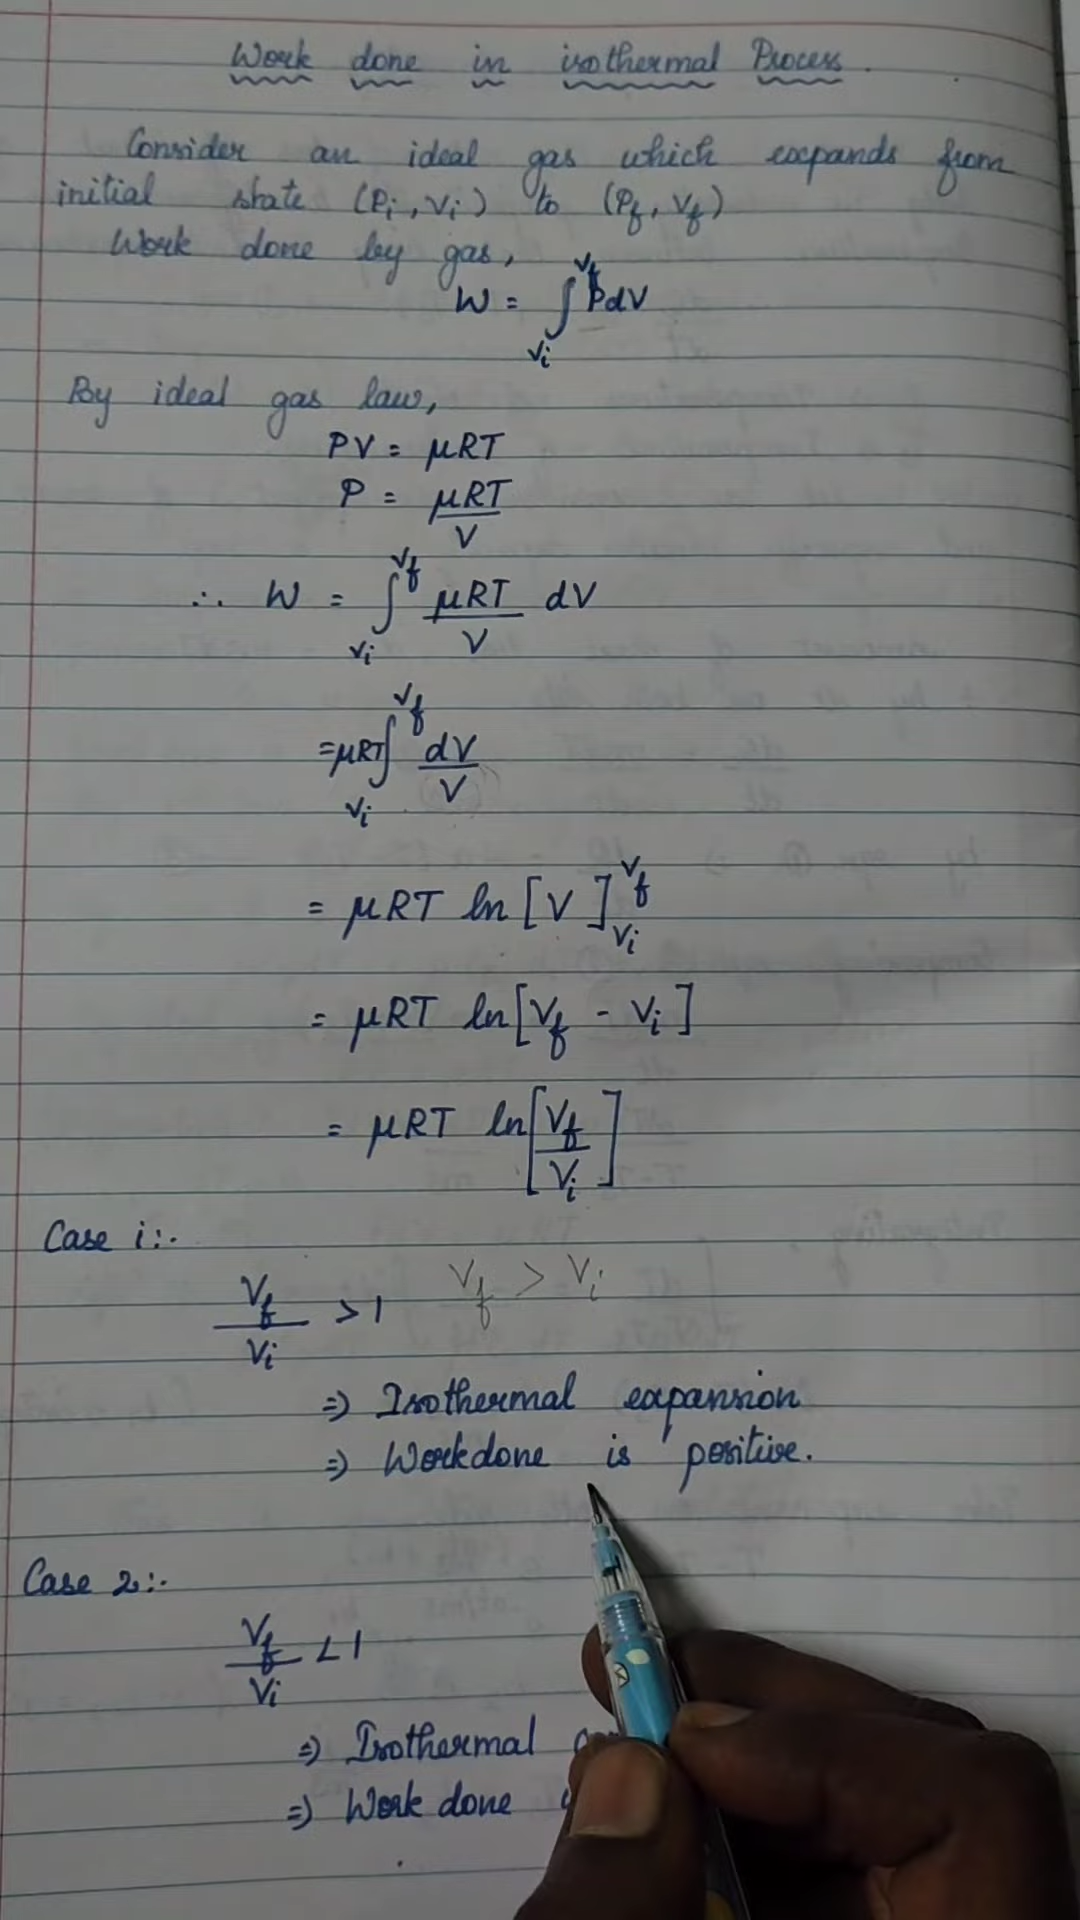 Work done in isothermal Process.
Consider an ideal gas which expands from
initial state (Pi, Vi) to (Pf, Vf)
Work done by gas,
W = ∫_{Vi}^{Vf} PdV
By ideal gas law,
PV = μRT
P = μRT/V
∴ W = ∫_{Vi}^{Vf} μRT/V dV
= μRT ∫_{Vi}^{Vf} dV/V
= μRT ln [V]_{Vi}^{Vf}
= μRT ln [Vf - Vi]
= μRT ln [Vf/Vi]
Case i:-
Vf/Vi > 1 Vf > Vi
⇒ Isothermal expansion
⇒ Workdone is positive.
Case 2:-
Vf/Vi < 1
⇒ Isothermal
⇒ Work done